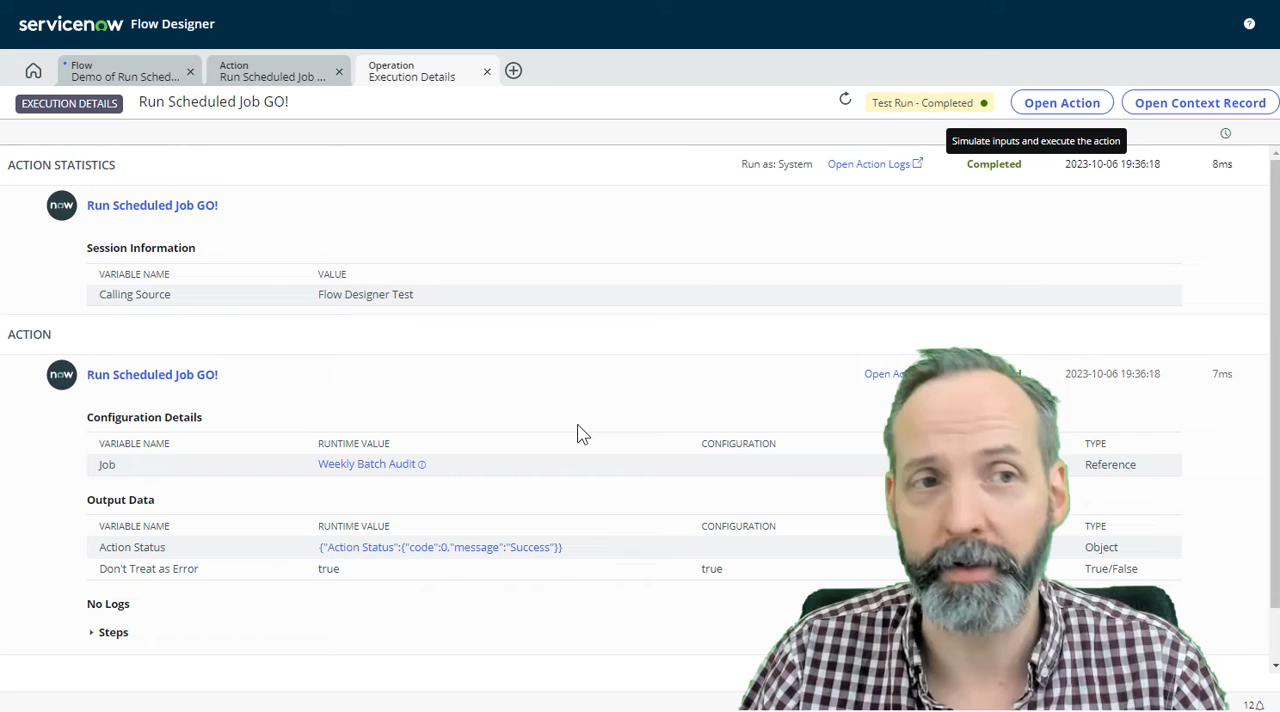 servicenow Flow Designer
Flow
Demo of Run Sched...
Action
Run Scheduled Job ...
Operation
Execution Details
EXECUTION DETAILS Run Scheduled Job GO! Test Run - Completed Open Action Open Context Record
Simulate inputs and execute the action
ACTION STATISTICS Run as: System Open Action Logs Completed 2023-10-06 19:36:18 8ms
now Run Scheduled Job GO!
Session Information
VARIABLE NAME VALUE
Calling Source Flow Designer Test
ACTION
now Run Scheduled Job GO! Open 2023-10-06 19:36:18 7ms
Configuration Details
VARIABLE NAME RUNTIME VALUE CONFIGURATION TYPE
Job Weekly Batch Audit Reference
Output Data
VARIABLE NAME RUNTIME VALUE CONFIGURATION TYPE
Action Status {"Action Status":{"code":0,"message":"Success"}} Object
Don't Treat as Error true true True/False
No Logs
Steps
12